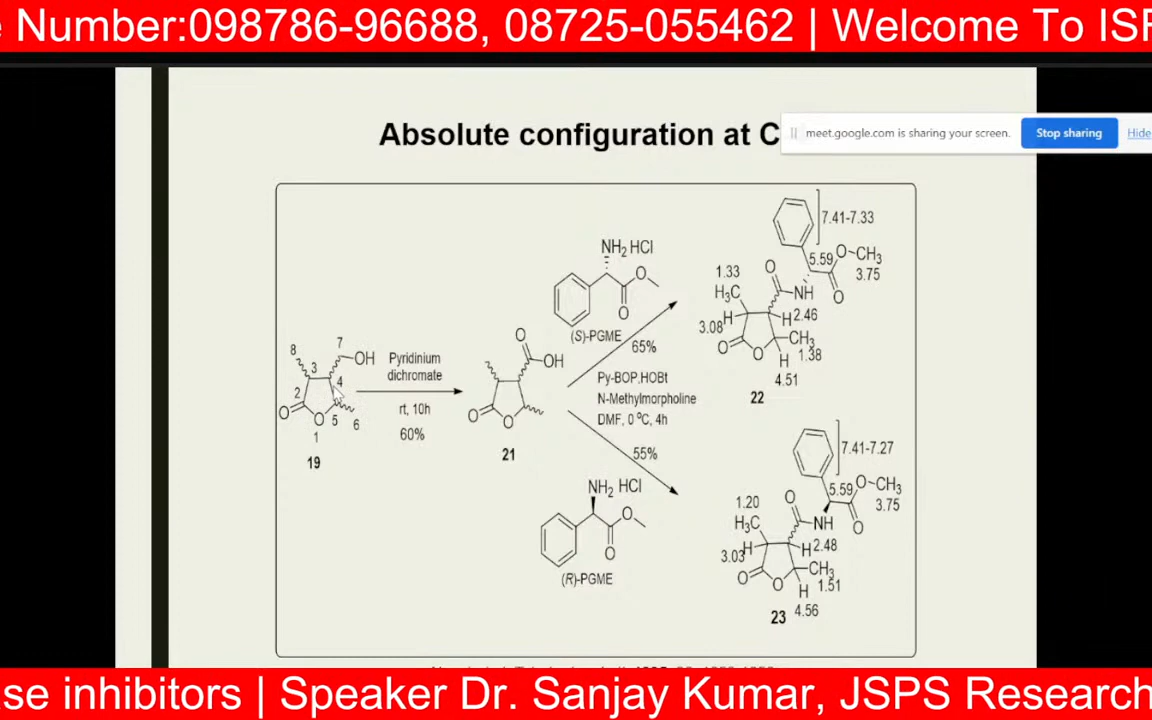 e Number:098786-96688, 08725-055462 | Welcome To ISF
Absolute configuration at C
meet.google.com is sharing your screen.
Stop sharing
Hide
7.41-7.33
5.59
O
CH3
3.75
O
O
NH
1.33
H3C
3.08
H
H
2.46
CH3
1.38
O
O
H
4.51
22
NH2 HCl
O
O
(S)-PGME
65%
Py-BOP,HOBt
N-Methylmorpholine
DMF, 0 ºC, 4h
55%
8
7
OH
3
4
2
O
O
5
6
1
19
Pyridinium
dichromate
rt, 10h
60%
O
OH
O
O
21
NH2 HCl
O
O
(R)-PGME
7.41-7.27
5.59
O
CH3
3.75
O
O
NH
1.20
H3C
3.03
H
H
2.48
CH3
1.51
O
O
H
4.56
23
se inhibitors | Speaker Dr. Sanjay Kumar, JSPS Research